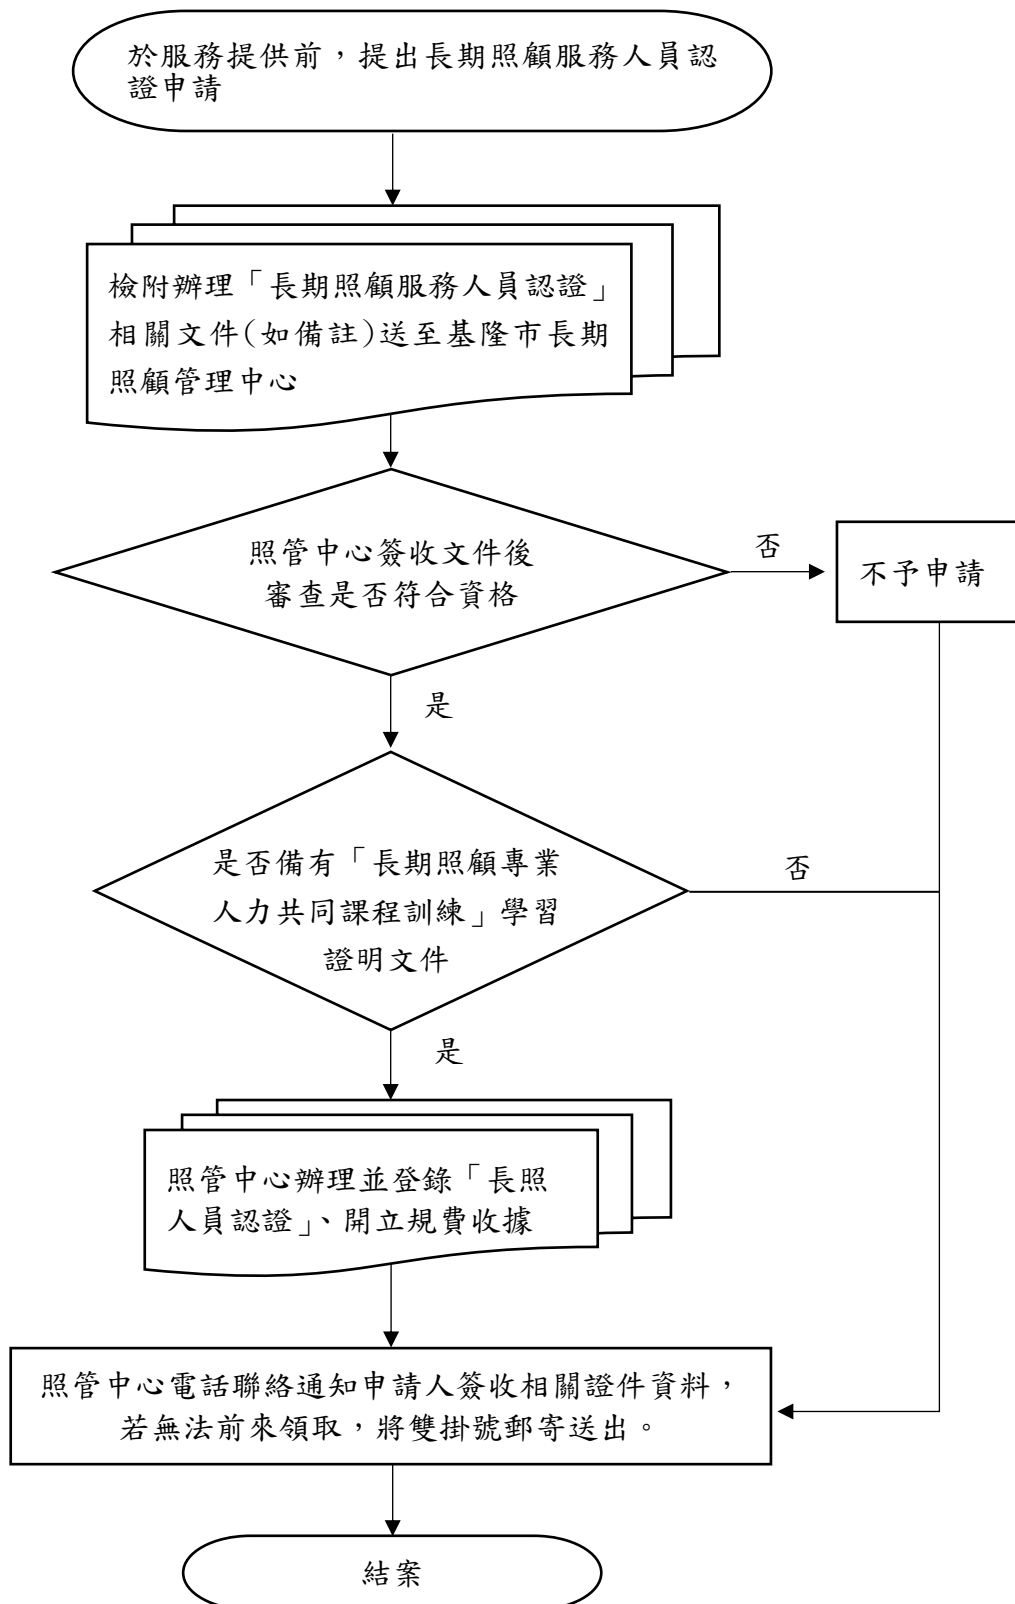 於服務提供前，提出長期照顧服務人員認
證申請
檢附辦理「長期照顧服務人員認證」
相關文件(如備註)送至基隆市長期
照顧管理中心
照管中心簽收文件後
審查是否符合資格
否
不予申請
是
是否備有「長期照顧專業
人力共同課程訓練」學習
證明文件
否
是
照管中心辦理並登錄「長照
人員認證」、開立規費收據
照管中心電話聯絡通知申請人簽收相關證件資料，
若無法前來領取，將雙掛號郵寄送出。
結案